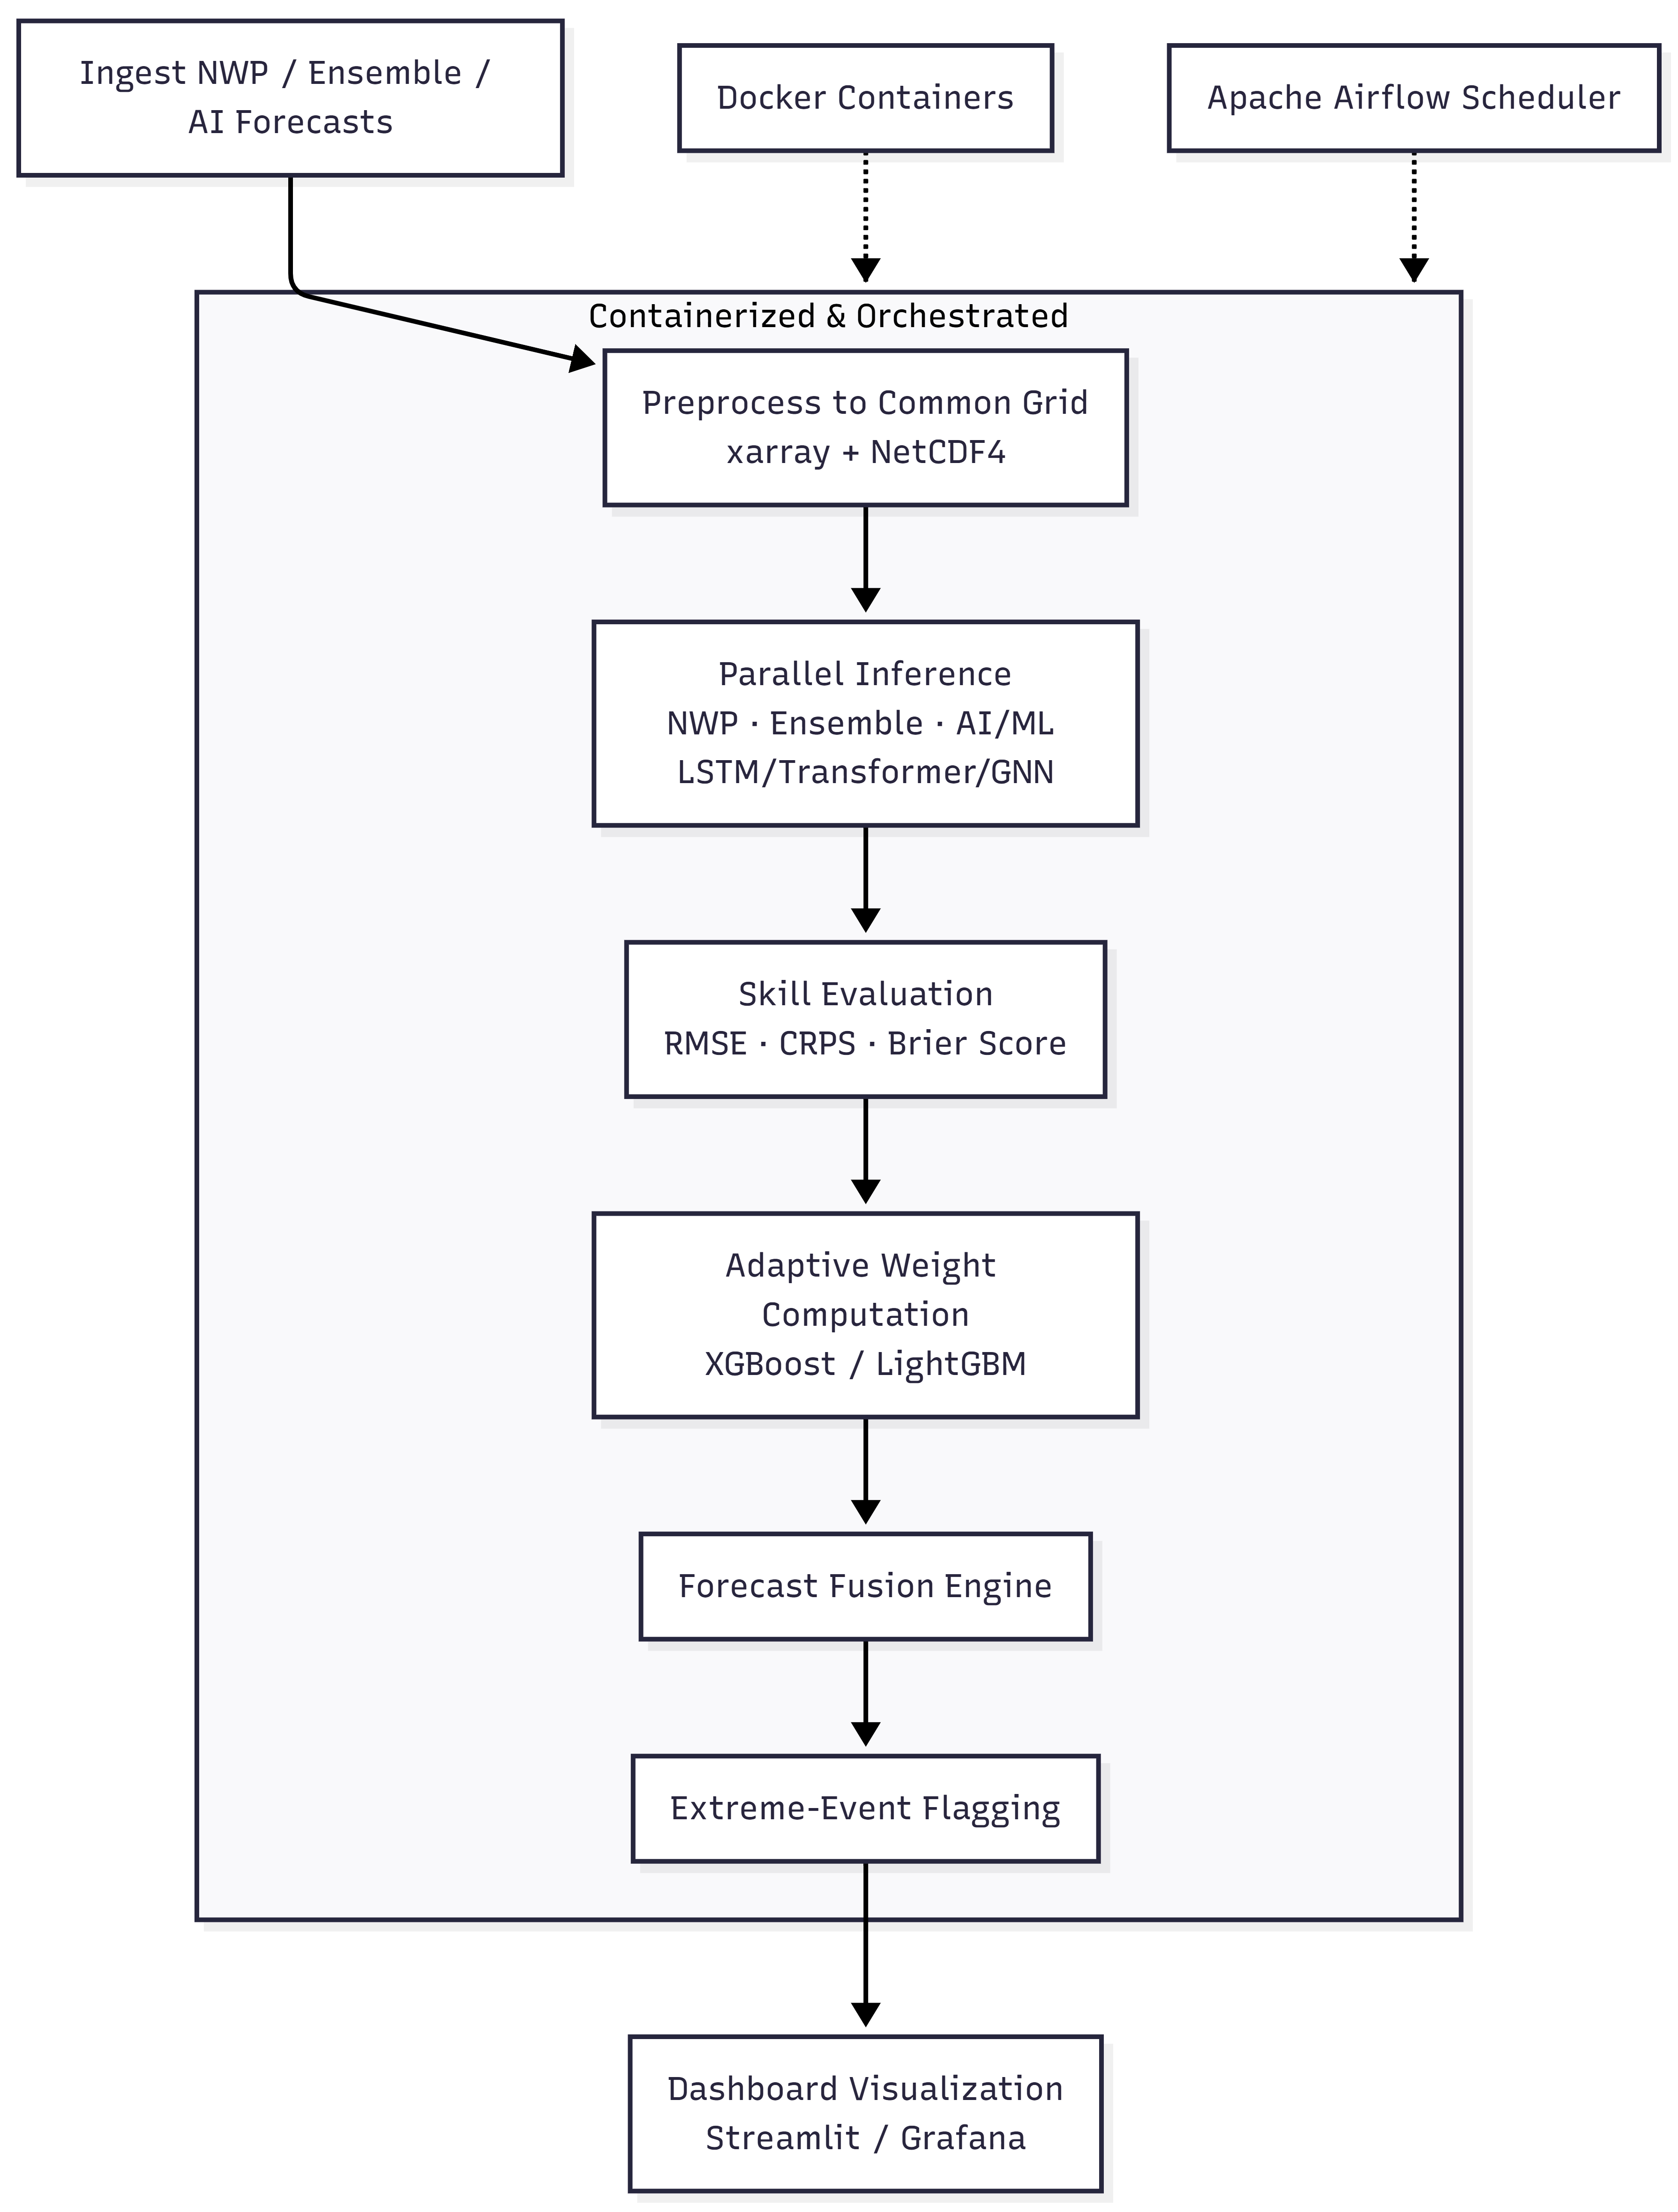 Ingest NWP / Ensemble /
AI Forecasts
Docker Containers
Apache Airflow Scheduler
Containerized & Orchestrated
Preprocess to Common Grid
xarray + NetCDF4
Parallel Inference
NWP · Ensemble · AI/ML
LSTM/Transformer/GNN
Skill Evaluation
RMSE · CRPS · Brier Score
Adaptive Weight
Computation
XGBoost / LightGBM
Forecast Fusion Engine
Extreme-Event Flagging
Dashboard Visualization
Streamlit / Grafana